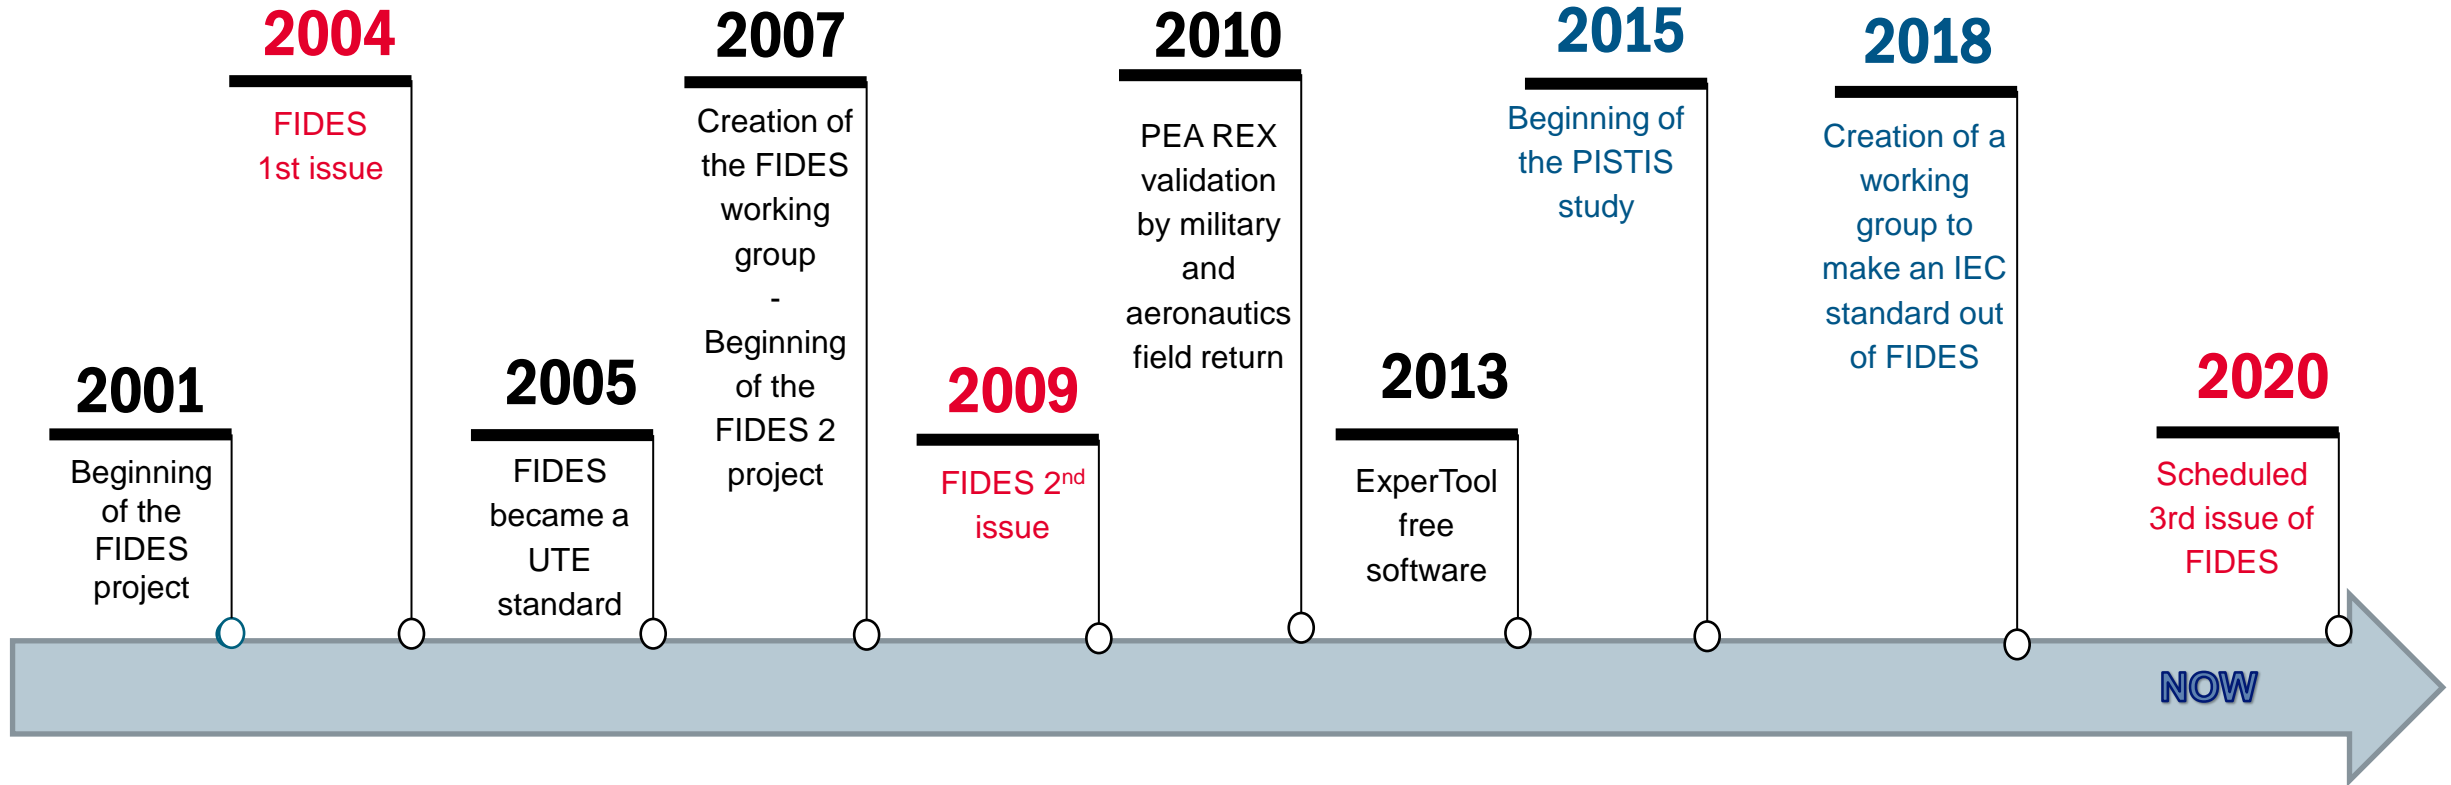 2001
Beginning
of the
FIDES
project
2004
FIDES
1st issue
2005
FIDES
became a
UTE
standard
2007
Creation of
the FIDES
working
group
-
Beginning
of the
FIDES 2
project
2009
FIDES 2nd
issue
2010
PEA REX
validation
by military
and
aeronautics
field return
2013
ExperTool
free
software
2015
Beginning of
the PISTIS
study
2018
Creation of a
working
group to
make an IEC
standard out
of FIDES
2020
Scheduled
3rd issue of
FIDES
NOW